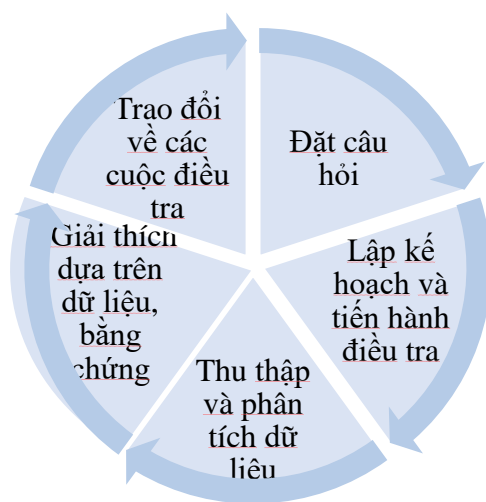 Đặt câu
hỏi
Lập kế
hoạch và
tiến hành
điều tra
Thu thập
và phân
tích dữ
liệu
Giải thích
dựa trên
dữ liệu,
bằng
chứng
Trao đổi
về các
cuộc điều
tra